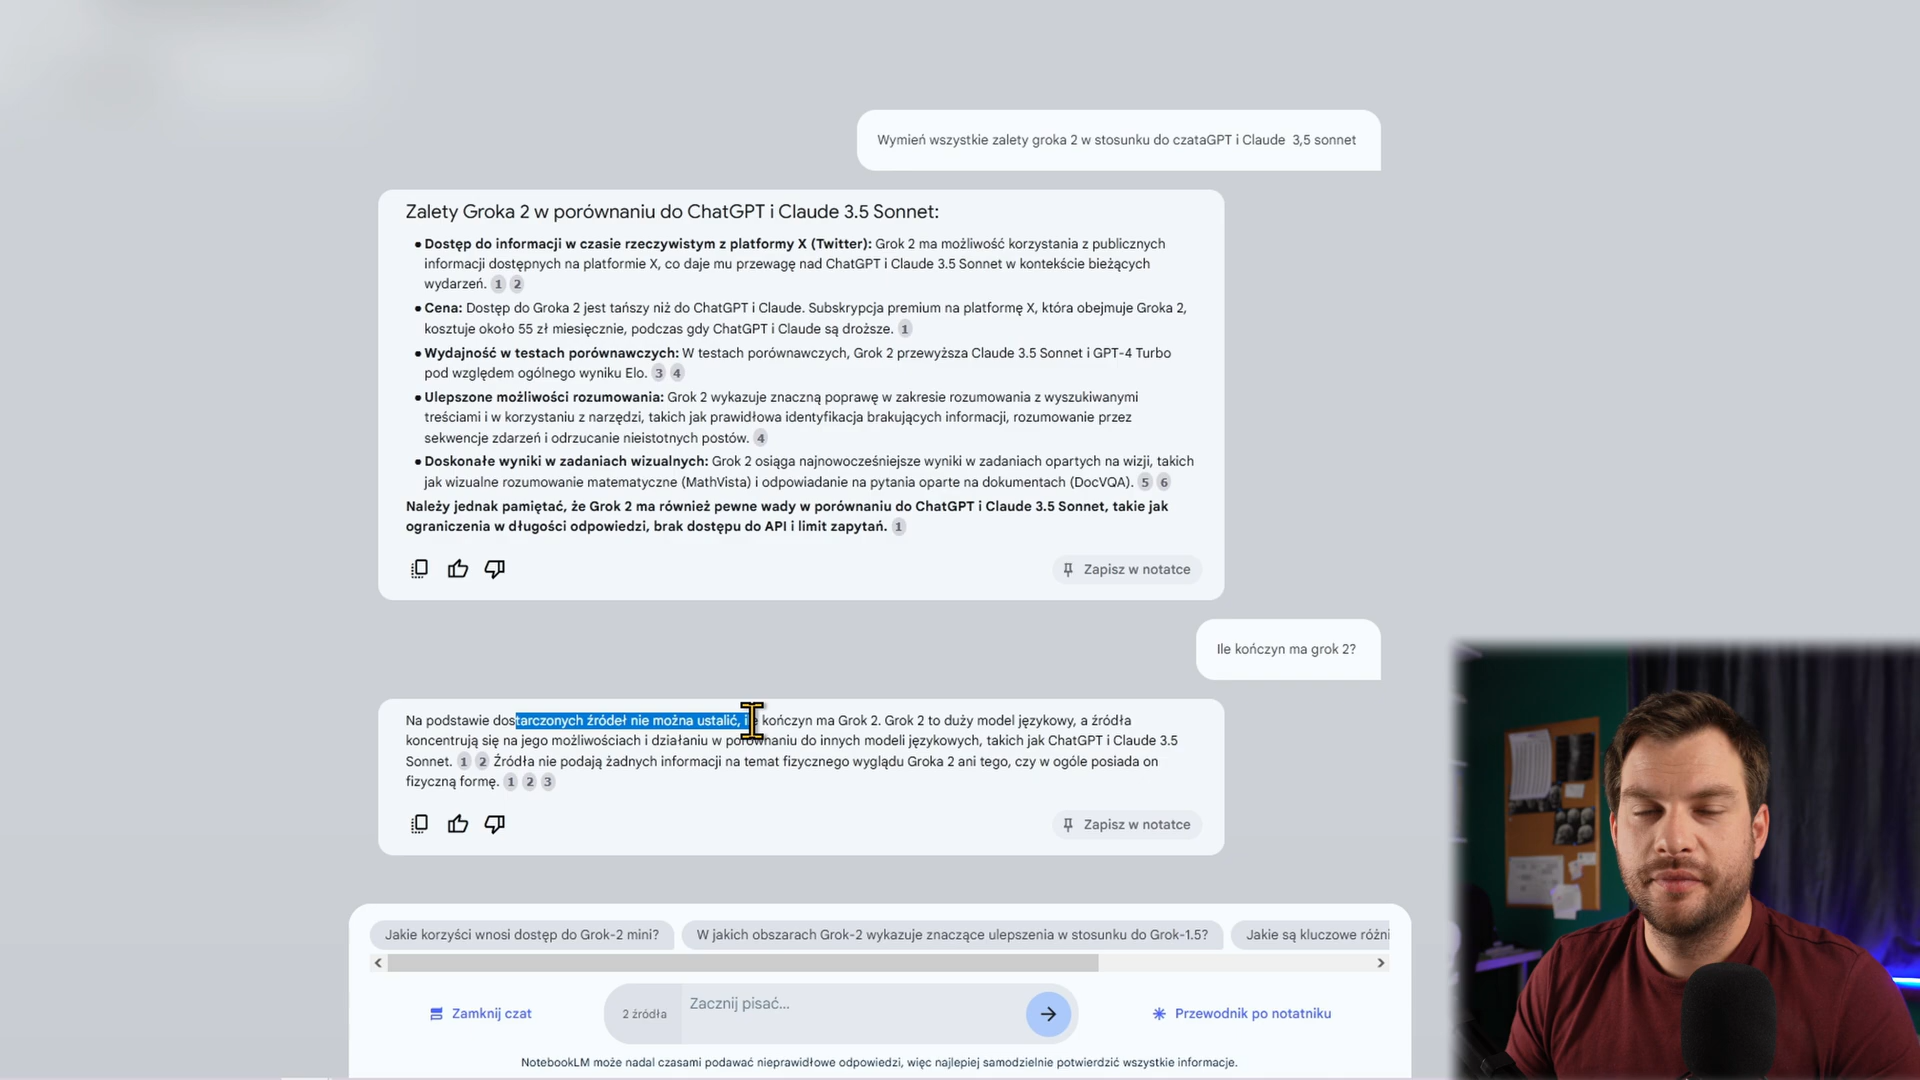 Wymień wszystkie zalety groka 2 w stosunku do czataGPT i Claude 3,5 sonnet
Zalety Groka 2 w porównaniu do ChatGPT i Claude 3.5 Sonnet:
• Dostęp do informacji w czasie rzeczywistym z platformy X (Twitter): Grok 2 ma możliwość korzystania z publicznych
informacji dostępnych na platformie X, co daje mu przewagę nad ChatGPT i Claude 3.5 Sonnet w kontekście bieżących
wydarzeń. 1 2
• Cena: Dostęp do Groka 2 jest tańszy niż do ChatGPT i Claude. Subskrypcja premium na platformę X, która obejmuje Groka 2,
kosztuje około 55 zł miesięcznie, podczas gdy ChatGPT i Claude są droższe. 1
• Wydajność w testach porównawczych: W testach porównawczych, Grok 2 przewyższa Claude 3.5 Sonnet i GPT-4 Turbo
pod względem ogólnego wyniku Elo. 3 4
• Ulepszone możliwości rozumowania: Grok 2 wykazuje znaczną poprawę w zakresie rozumowania z wyszukiwanymi
treściami i w korzystaniu z narzędzi, takich jak prawidłowa identyfikacja brakujących informacji, rozumowanie przez
sekwencje zdarzeń i odrzucanie nieistotnych postów. 4
• Doskonałe wyniki w zadaniach wizualnych: Grok 2 osiąga najnowocześniejsze wyniki w zadaniach opartych na wizji, takich
jak wizualne rozumowanie matematyczne (MathVista) i odpowiadanie na pytania oparte na dokumentach (DocVQA). 5 6
Należy jednak pamiętać, że Grok 2 ma również pewne wady w porównaniu do ChatGPT i Claude 3.5 Sonnet, takie jak
ograniczenia w długości odpowiedzi, brak dostępu do API i limit zapytań. 1
Zapisz w notatce
Ile kończyn ma grok 2?
Na podstawie dostarczonych źródeł nie można ustalić, ile kończyn ma Grok 2. Grok 2 to duży model językowy, a źródła
koncentrują się na jego możliwościach i działaniu w porównaniu do innych modeli językowych, takich jak ChatGPT i Claude 3.5
Sonnet. 1 2 Źródła nie podają żadnych informacji na temat fizycznego wyglądu Groka 2 ani tego, czy w ogóle posiada on
fizyczną formę. 1 2 3
Zapisz w notatce
Jakie korzyści wnosi dostęp do Grok-2 mini? W jakich obszarach Grok-2 wykazuje znaczące ulepszenia w stosunku do Grok-1.5? Jakie są kluczowe różni
Zamknij czat 2 źródła Zacznij pisać... Przewodnik po notatniku
NotebookLM może nadal czasami podawać nieprawidłowe odpowiedzi, więc najlepiej samodzielnie potwierdzić wszystkie informacje.